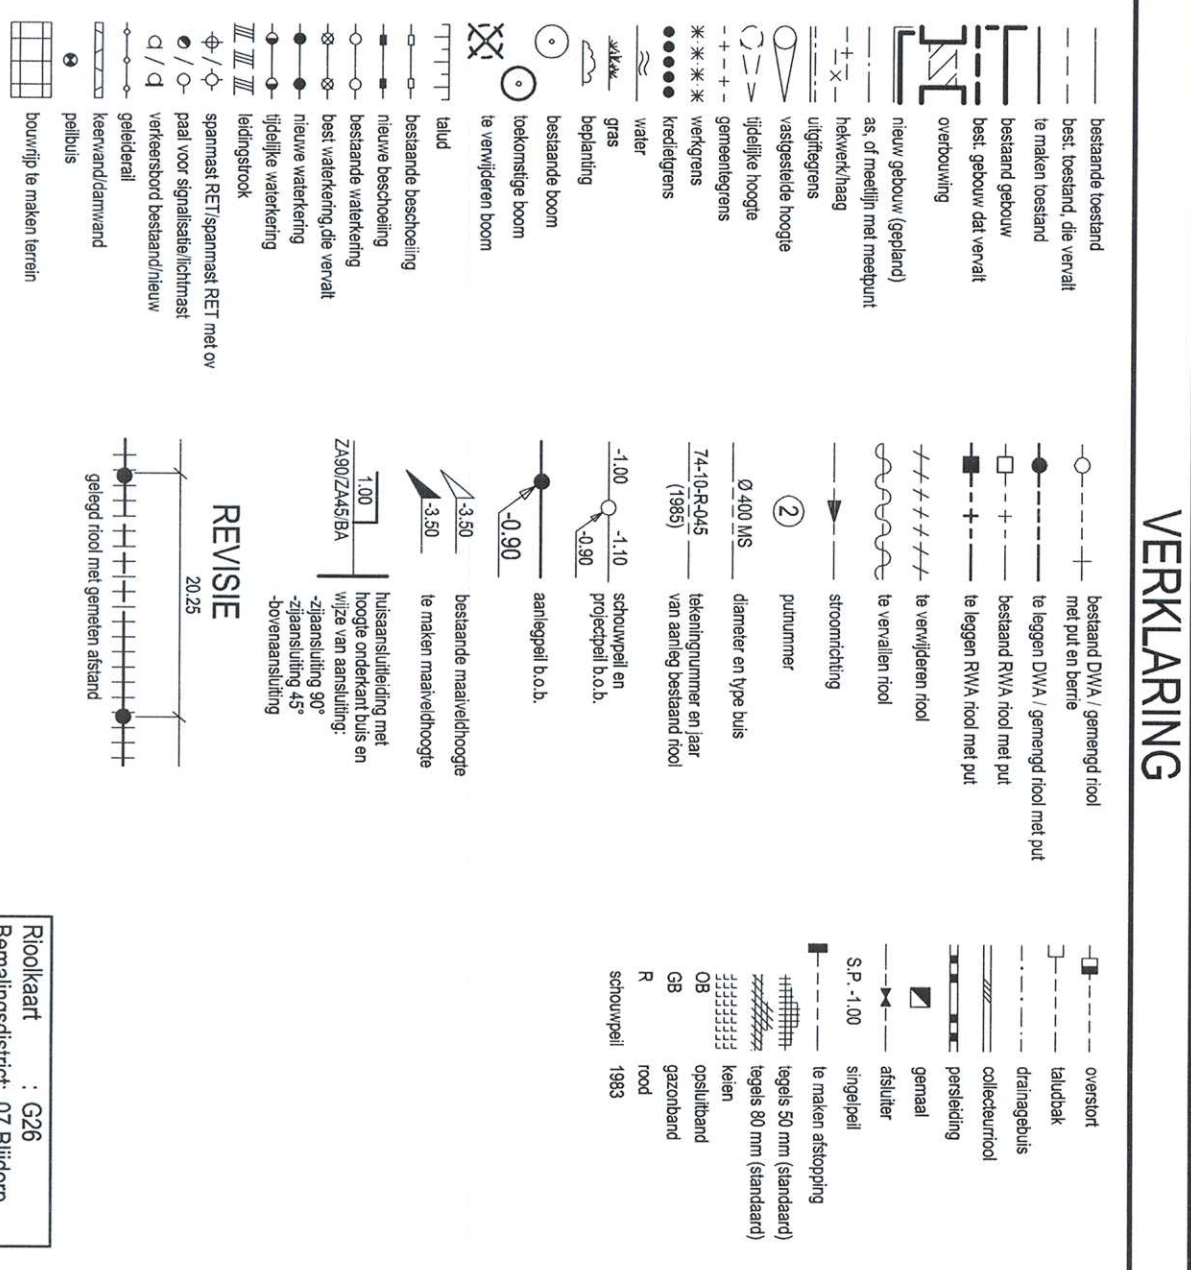 VERKLARING
bestaande toestand
best. toestand, die vervalt
te maken toestand
bestaand gebouw
best. gebouw dat vervalt
overbouwing
nieuw gebouw (gepland)
as, of meetlijn met meetpunt
hekwerk/haag
uitgiftegrens
vastgestelde hoogte
tijdelijke hoogte
gemeentegrens
werkgrens
kredietgrens
water
gras
beplanting
bestaande boom
toekomstige boom
te verwijderen boom
talud
bestaande beschoeiing
nieuwe beschoeiing
bestaande waterkering
best waterkering,die vervalt
nieuwe waterkering
tijdelijke waterkering
leidingstrook
spanmast RET/spanmast RET met ov
paal voor signalisatie/lichtmast
verkeersbord bestaand/nieuw
geleiderail
keerwand/damwand
peilbuis
bouwrijp te maken terrein
bestaand DWA / gemengd riool
met put en berrie
te leggen DWA / gemengd riool met put
bestaand RWA riool met put
te leggen RWA riool met put
te verwijderen riool
te vervallen riool
stroomrichting
2 putnummer
Ø 400 MS diameter en type buis
74-10-R-045 tekeningnummer en jaar
(1985) van aanleg bestaand riool
-1.00 -1.10 schouwpeil en
-0.90 projectpeil b.o.b.
aanlegpeil b.o.b.
-0.90
-3.50 bestaande maaiveldhoogte
-3.50 te maken maaiveldhoogte
1.00 huisaansluitleiding met
hoogte onderkant buis en
ZA90/ZA45/BA wijze van aansluiting:
-zijaansluiting 90°
-zijaansluiting 45°
-bovenaansluiting
REVISIE
20.25
gelegd riool met gemeten afstand
overstort
taludbak
drainagebuis
collecteurriool
persleiding
gemaal
afsluiter
S.P. -1.00 singelpeil
te maken afstopping
tegels 50 mm (standaard)
tegels 80 mm (standaard)
keien
OB opsluitband
GB gazonband
R rood
schouwpeil 1983
Rioolkaart : G26
Bemalingsdistrict: 07 Blijdorp